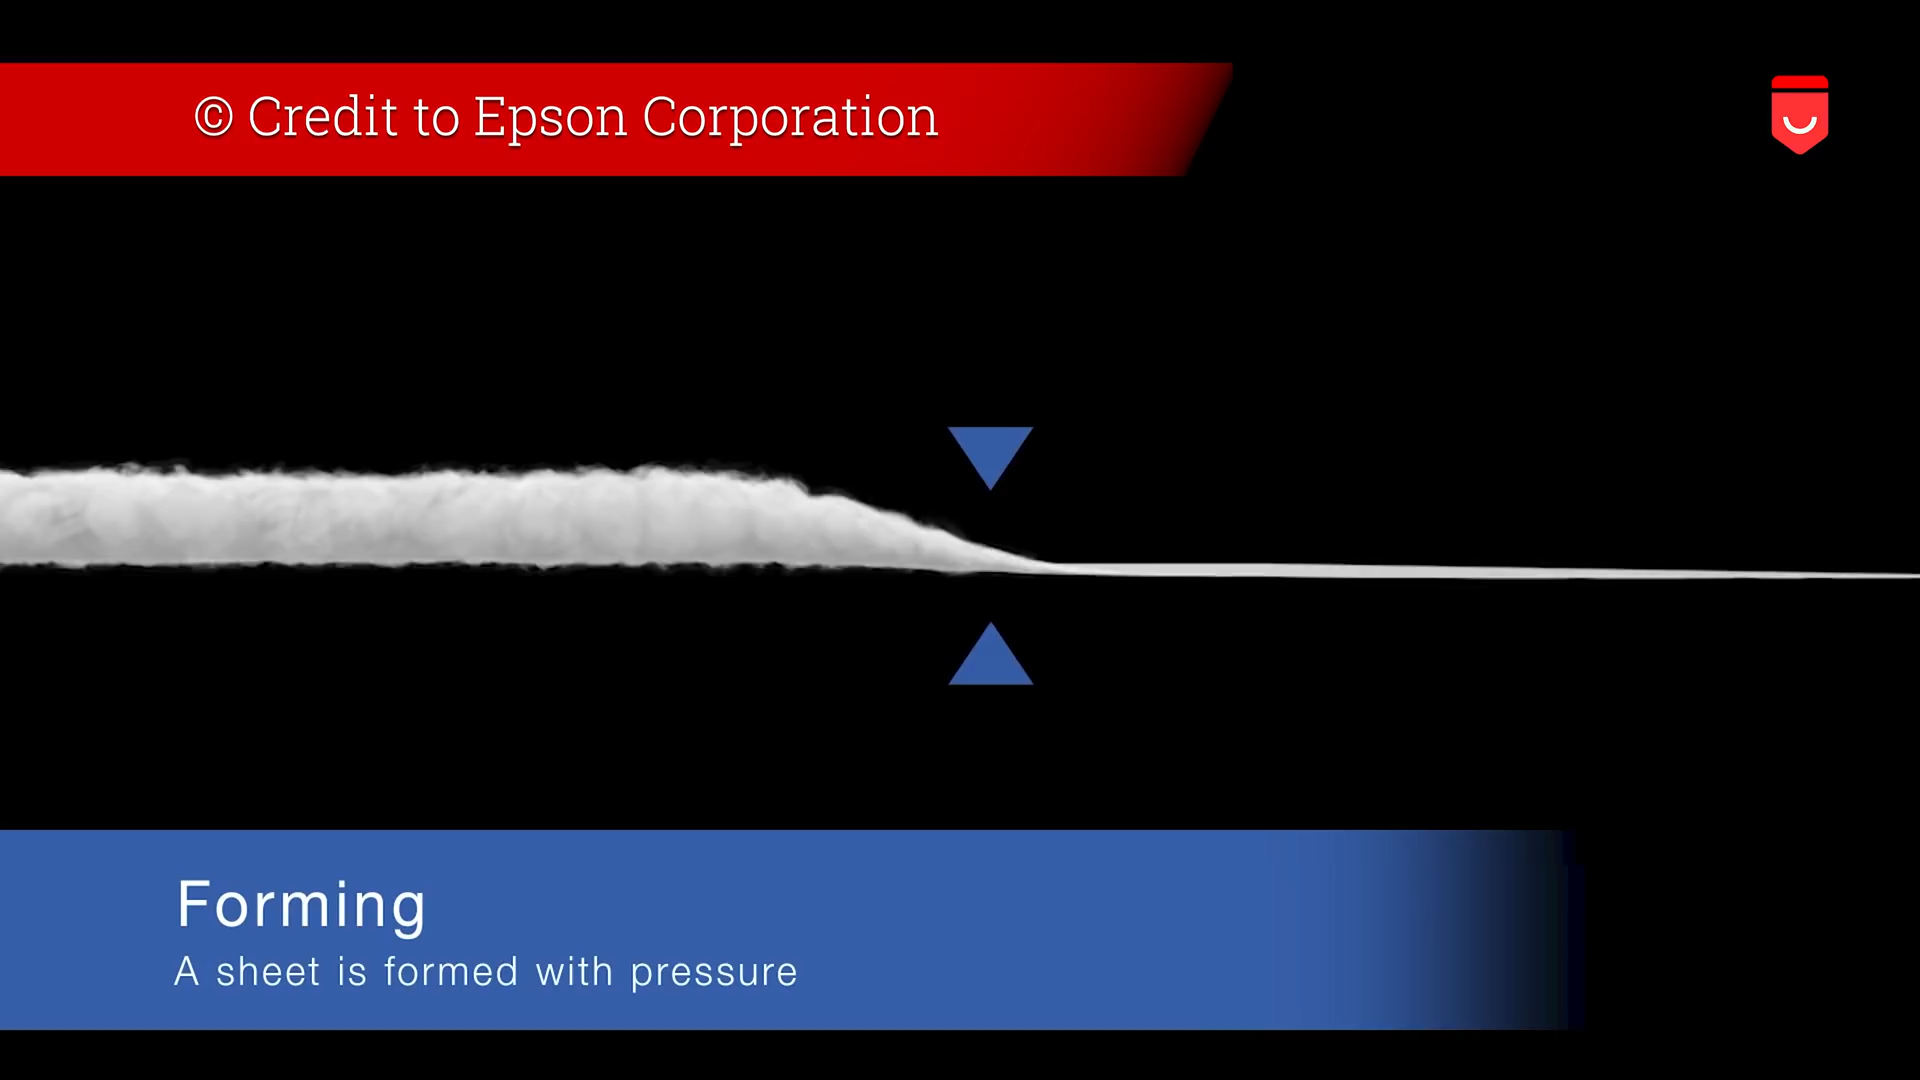 © Credit to Epson Corporation
Forming
A sheet is formed with pressure